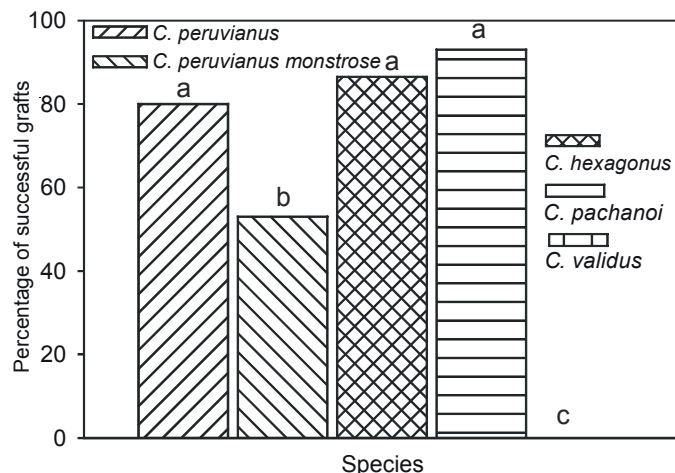 100
80
60
40
20
0
Percentage of successful grafts
C. peruvianus
C. peruvianus monstrose
a
b
a
a
c
C. hexagonus
C. pachanoi
C. validus
Species